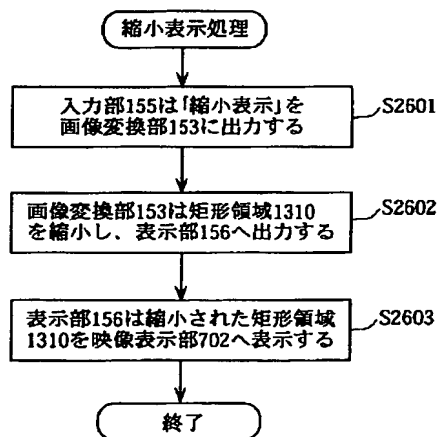 縮小表示処理
入力部155は「縮小表示」を
画像変換部153に出力する
S2601
画像変換部153は矩形領域1310
を縮小し、表示部156へ出力する
S2602
表示部156は縮小された矩形領域
1310を映像表示部702へ表示する
S2603
終了